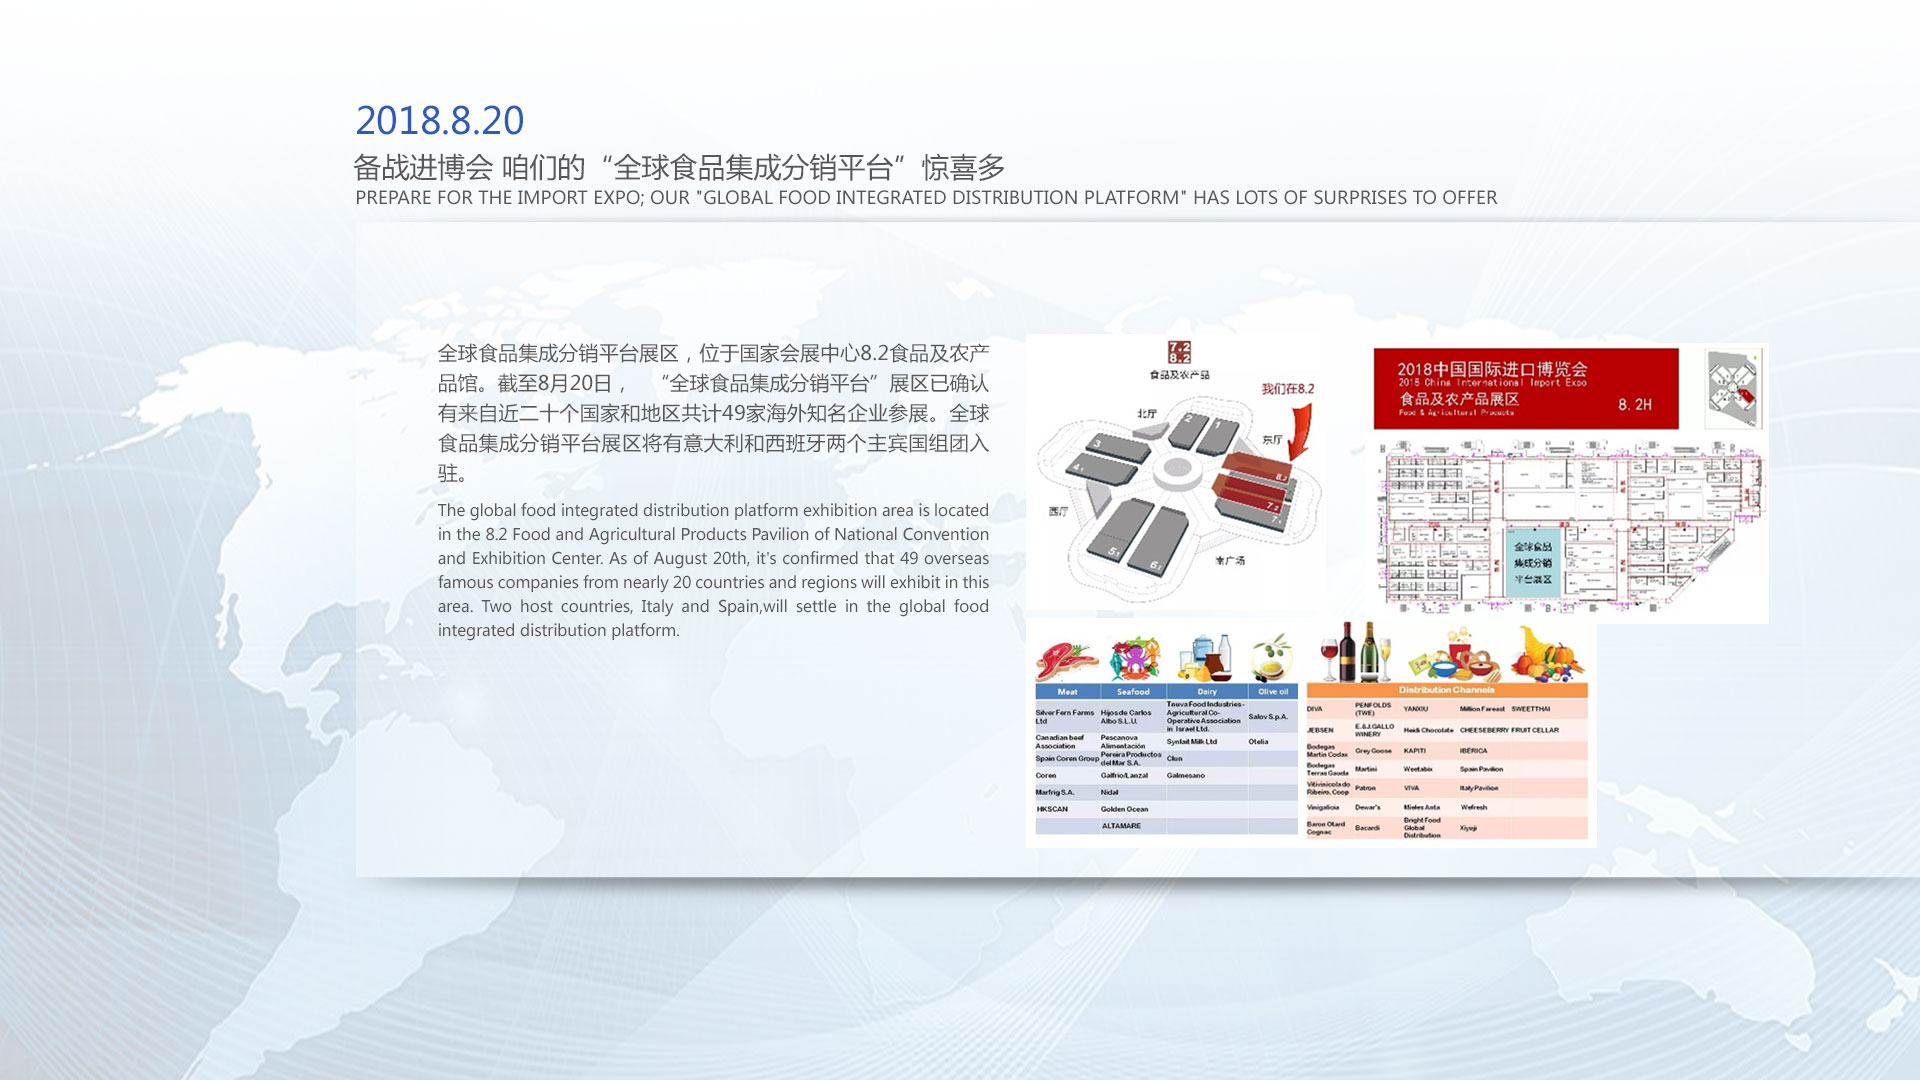 2018.8.20
备战进博会 咱们的“全球食品集成分销平台”惊喜多
PREPARE FOR THE IMPORT EXPO; OUR "GLOBAL FOOD INTEGRATED DISTRIBUTION PLATFORM" HAS LOTS OF SURPRISES TO OFFER
全球食品集成分销平台展区，位于国家会展中心8.2食品及农产
品馆。截至8月20日， “全球食品集成分销平台”展区已确认
有来自近二十个国家和地区共计49家海外知名企业参展。全球
食品集成分销平台展区将有意大利和西班牙两个主宾国组团入
驻。
The global food integrated distribution platform exhibition area is located
in the 8.2 Food and Agricultural Products Pavilion of National Convention
and Exhibition Center. As of August 20th, it's confirmed that 49 overseas
famous companies from nearly 20 countries and regions will exhibit in this
area. Two host countries, Italy and Spain,will settle in the global food
integrated distribution platform.
7.2
8.2
食品及农产品
我们在8.2
北厅
东厅
西厅
南广场
2
1
3
4.1
8.2
7.2
7.1
5.1
6.1
2018中国国际进口博览会
2018 China International Import Expo
食品及农产品展区
Food & Agricultural Products
8.2H
全球食品
集成分销
平台展区
Meat Seafood Dairy Olive oil
Silver Fern Farms Ltd Hijos de Carlos Albo S.L.U. Tnuva Food Industries-Agricultural Co-Operative Association in Israel Ltd. Salov S.p.A.
Canadian beef Association Pescanova Alimentación Synlait Milk Ltd Otelia
Spain Coren Group Pereira Productos del Mar S.A. Clun
Coren Galfrio/Lanzal Galmesano
Marfrig S.A. Nidal
HKSCAN Golden Ocean
ALTAMARE
Distribution Channels
DIVA PENFOLDS (TWE) YANXIU Million Fareast SWEETTHAI
JEBSEN E.&J.GALLO WINERY Heidi Chocolate CHEESEBERRY FRUIT CELLAR
Bodegas Martin Codax Grey Goose KAPITI IBÉRICA
Bodegas Terras Gauda Martini Weetabix Spain Pavilion
Vitivinicola do Ribeiro, Coop Patron VIVA Italy Pavilion
Vinigalicia Dewar's Mieles Anta Wefresh
Baron Otard Cognac Bacardi Bright Food Global Distribution Xiyuji